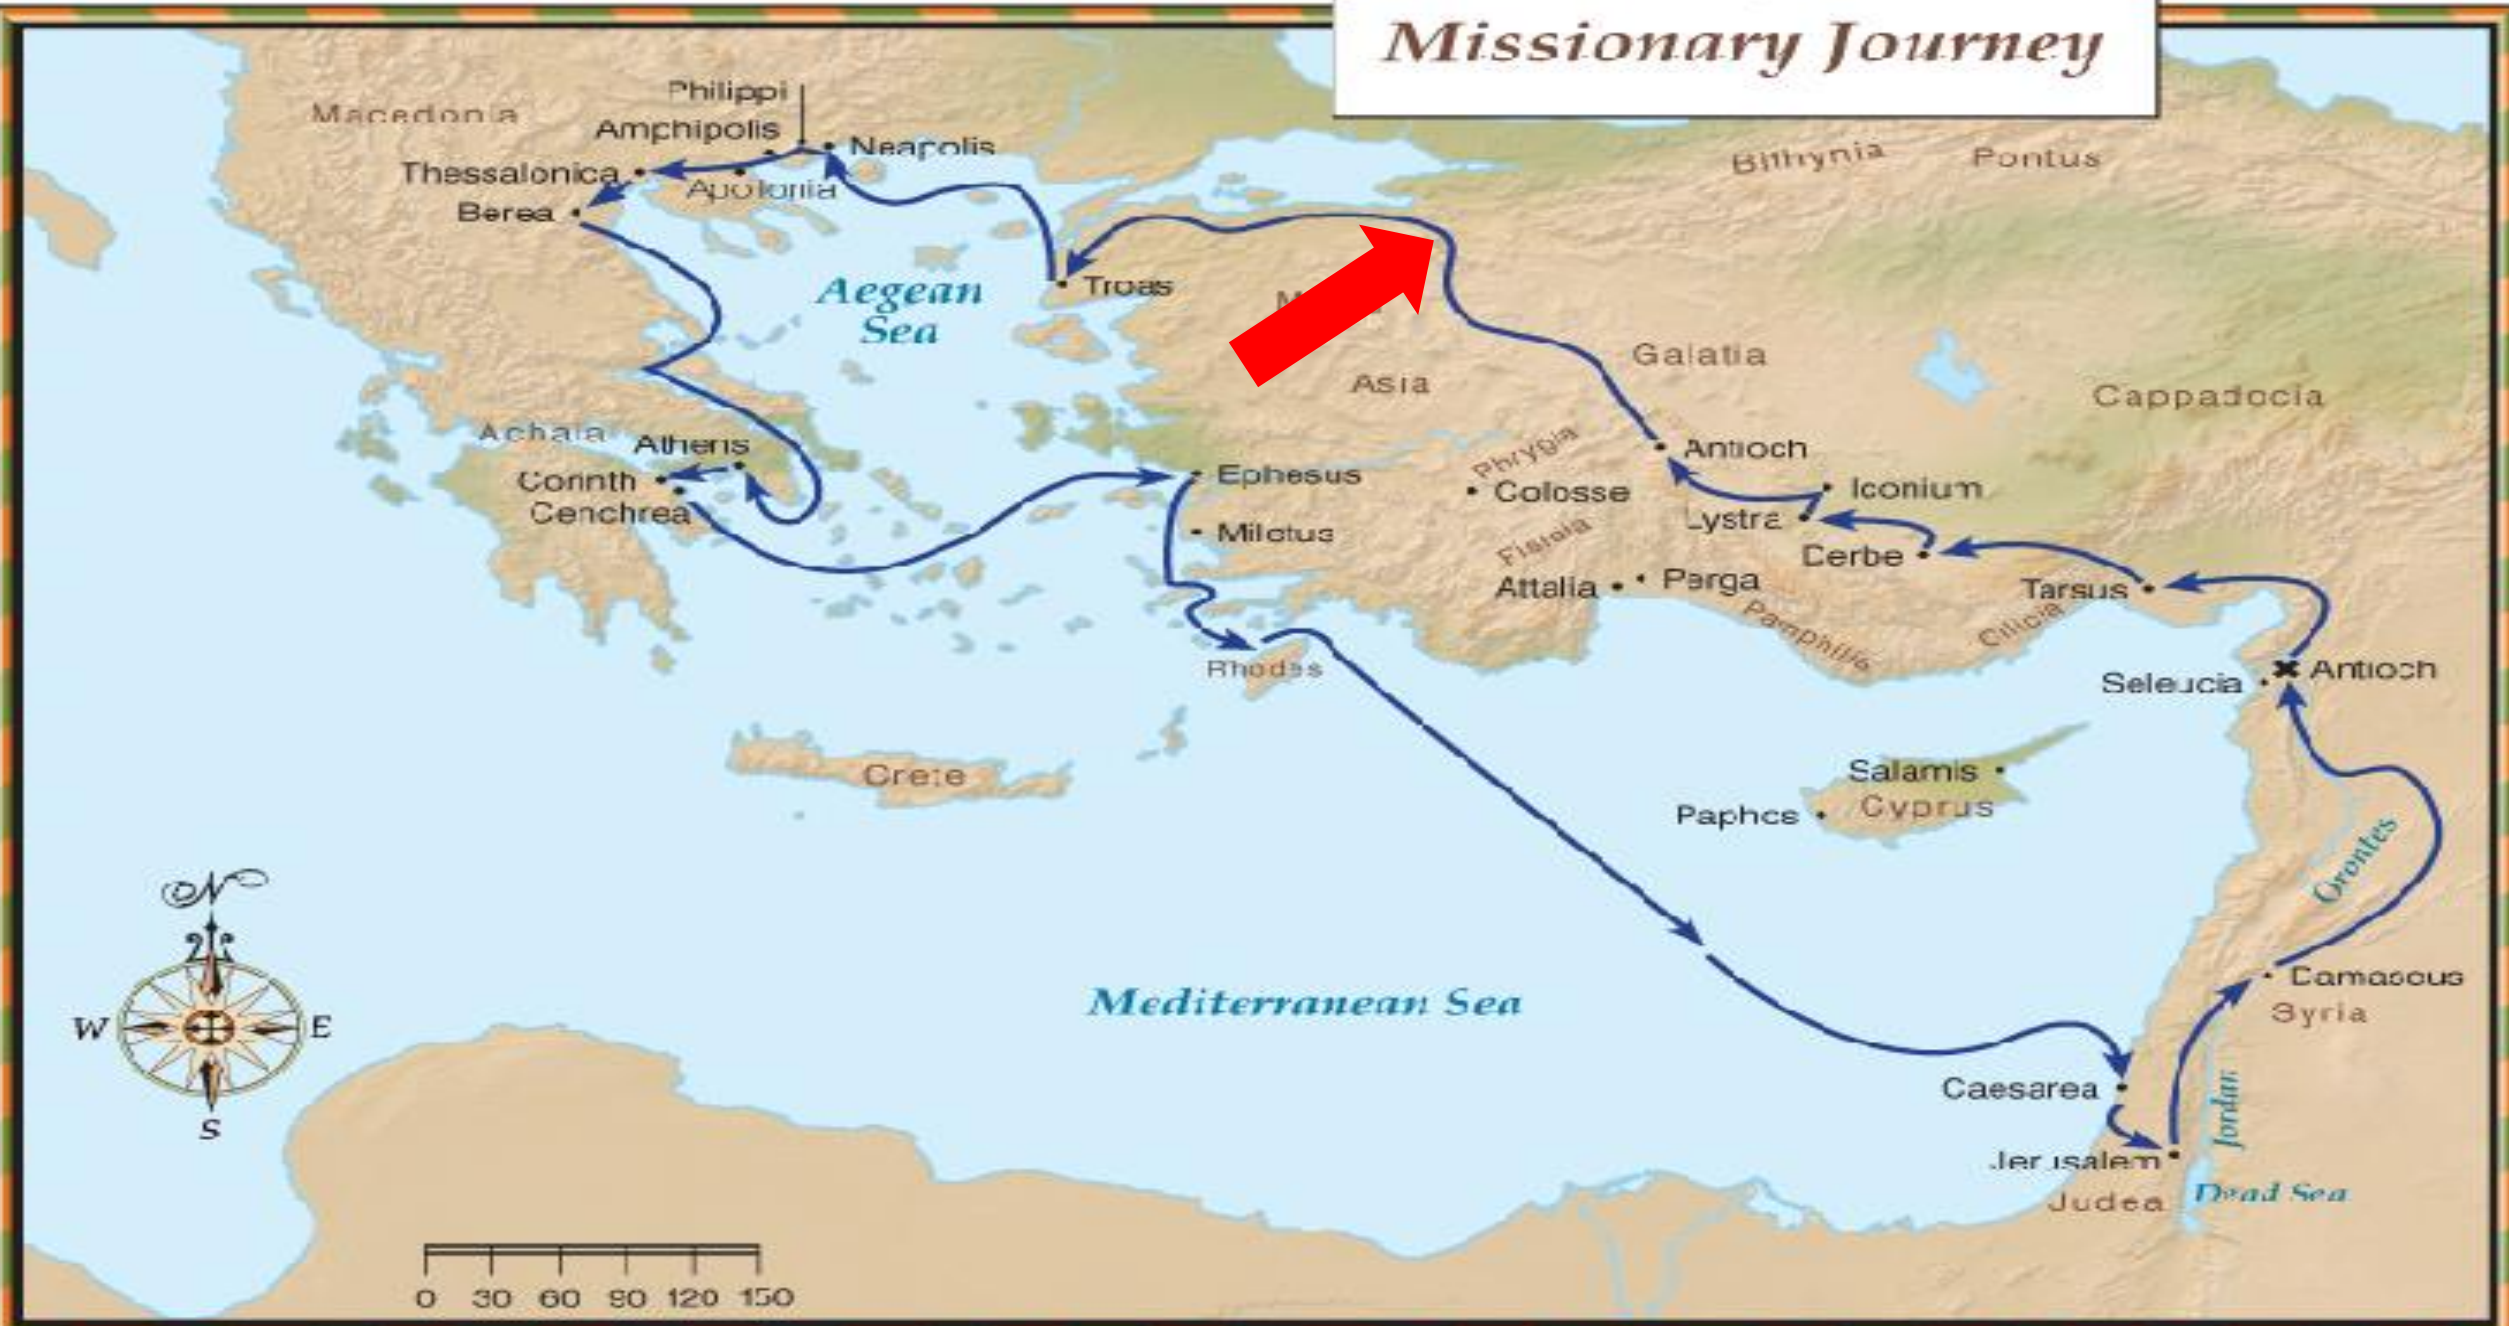 Missionary Journey
Philippi
Macedonia
Amphipolis
Neapolis
Thessalonica
Apollonia
Berea
Bithynia
Pontus
Aegean
Sea
Troas
Galatia
Asia
Cappadocia
Achaia
Athens
Corinth
Cenchrea
Ephesus
Miletus
Phrygia
Colosse
Antioch
Iconium
Lystra
Derbe
Pisidia
Attalia
Perga
Tarsus
Pamphilia
Cilicia
Rhodes
Seleucia
Antioch
Crete
Salamis
Cyprus
Paphos
Orontes
N
W
E
S
Mediterranean Sea
Damascus
Syria
Caesarea
Jordan
Jerusalem
Judea
Dead Sea
0 30 60 90 120 150